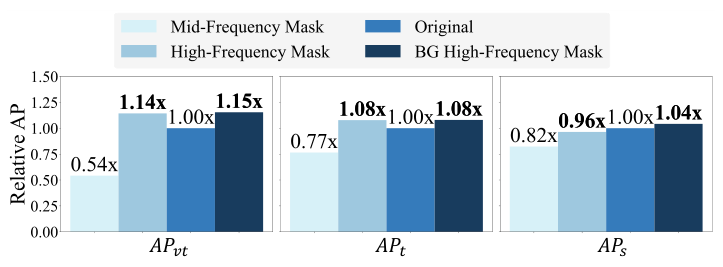 Mid-Frequency Mask Original
High-Frequency Mask BG High-Frequency Mask
Relative AP
1.50
1.25
1.00
0.75
0.50
0.25
0.00
0.54x 1.14x 1.00x 1.15x
0.77x 1.08x 1.00x 1.08x
0.82x 0.96x 1.00x 1.04x
AP_{vt} AP_t AP_s